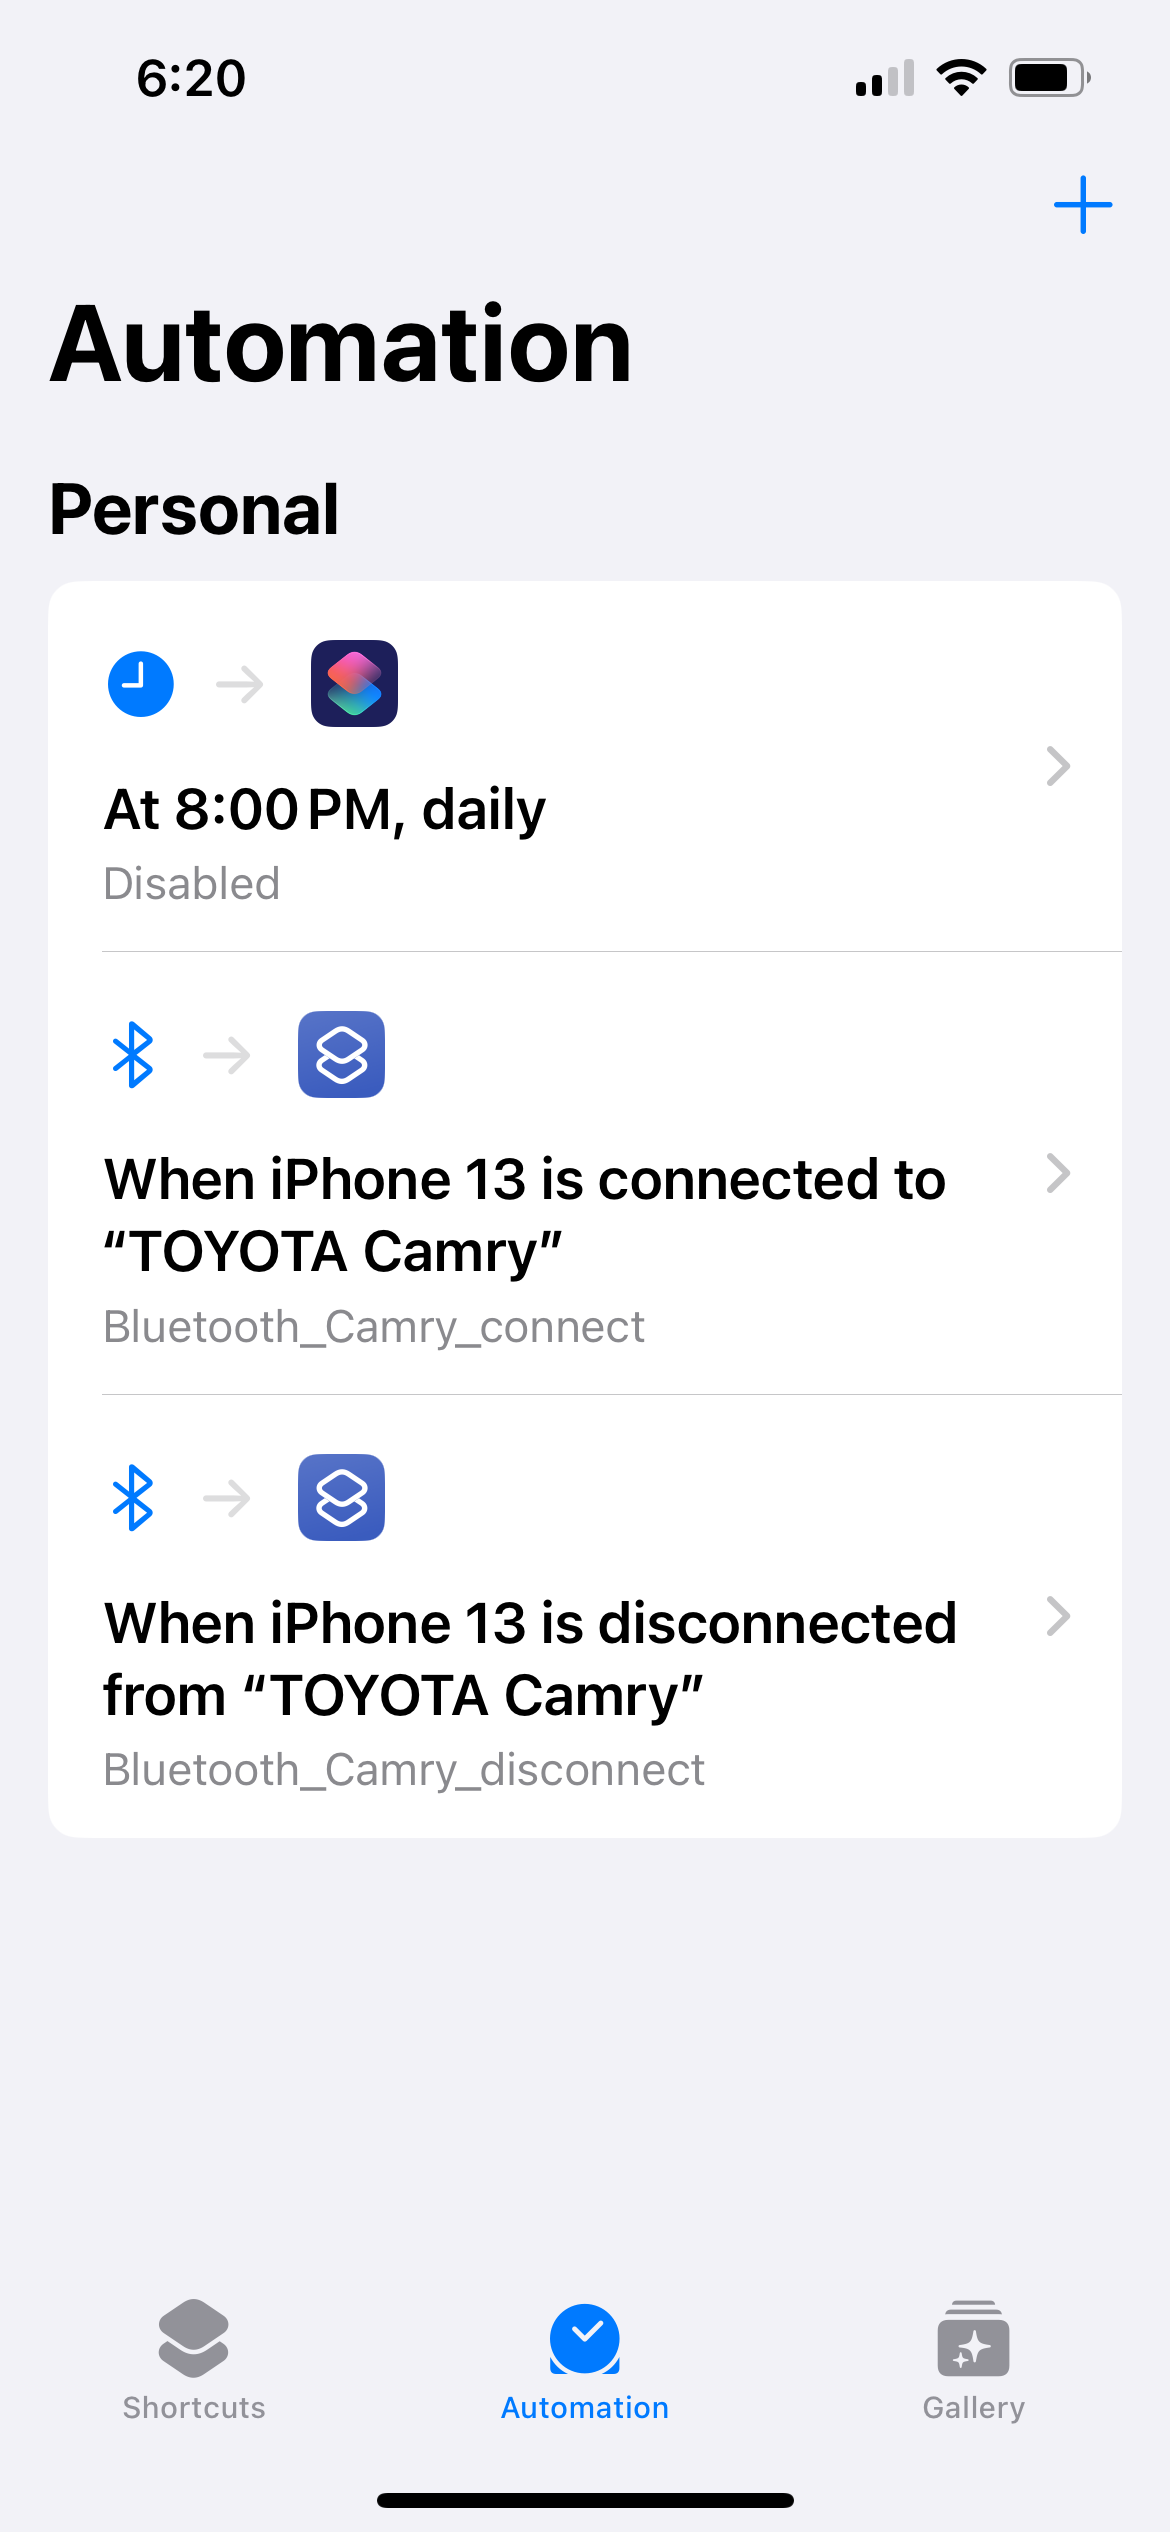 6:20
Automation
Personal
At 8:00 PM, daily
Disabled
When iPhone 13 is connected to
“TOYOTA Camry”
Bluetooth_Camry_connect
When iPhone 13 is disconnected
from “TOYOTA Camry”
Bluetooth_Camry_disconnect
Shortcuts
Automation
Gallery